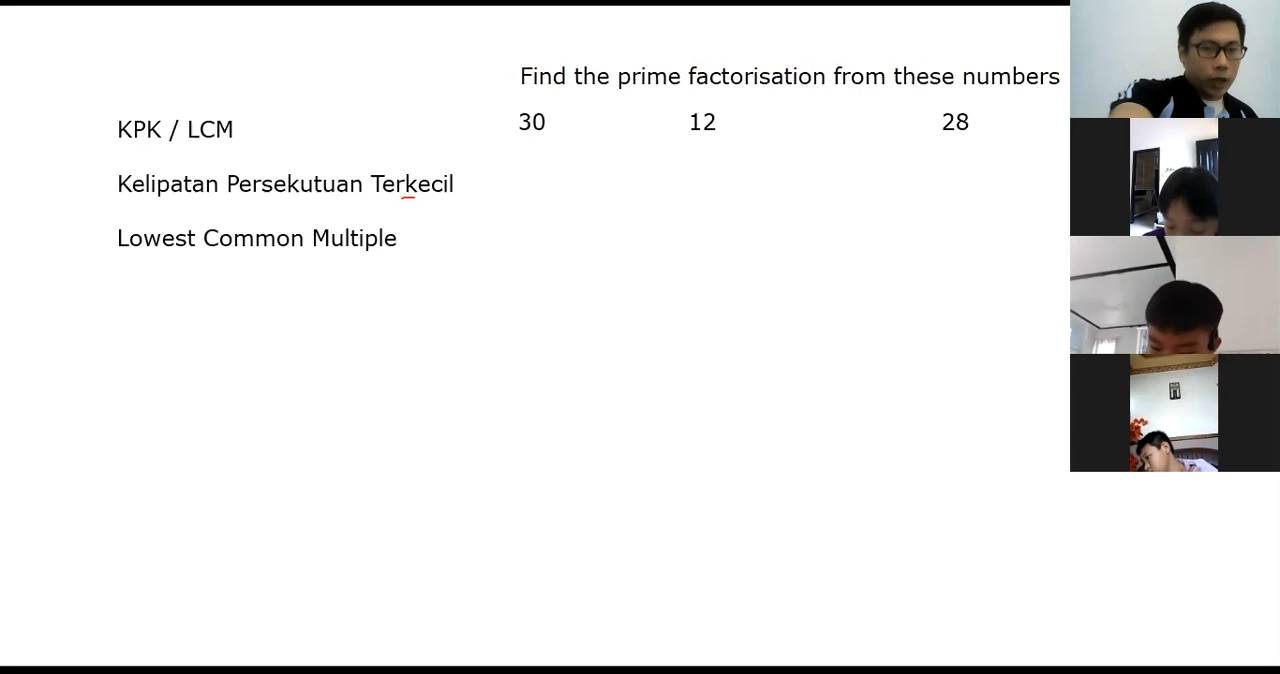 Find the prime factorisation from these numbers
30 12 28
KPK / LCM
Kelipatan Persekutuan Terkecil
Lowest Common Multiple